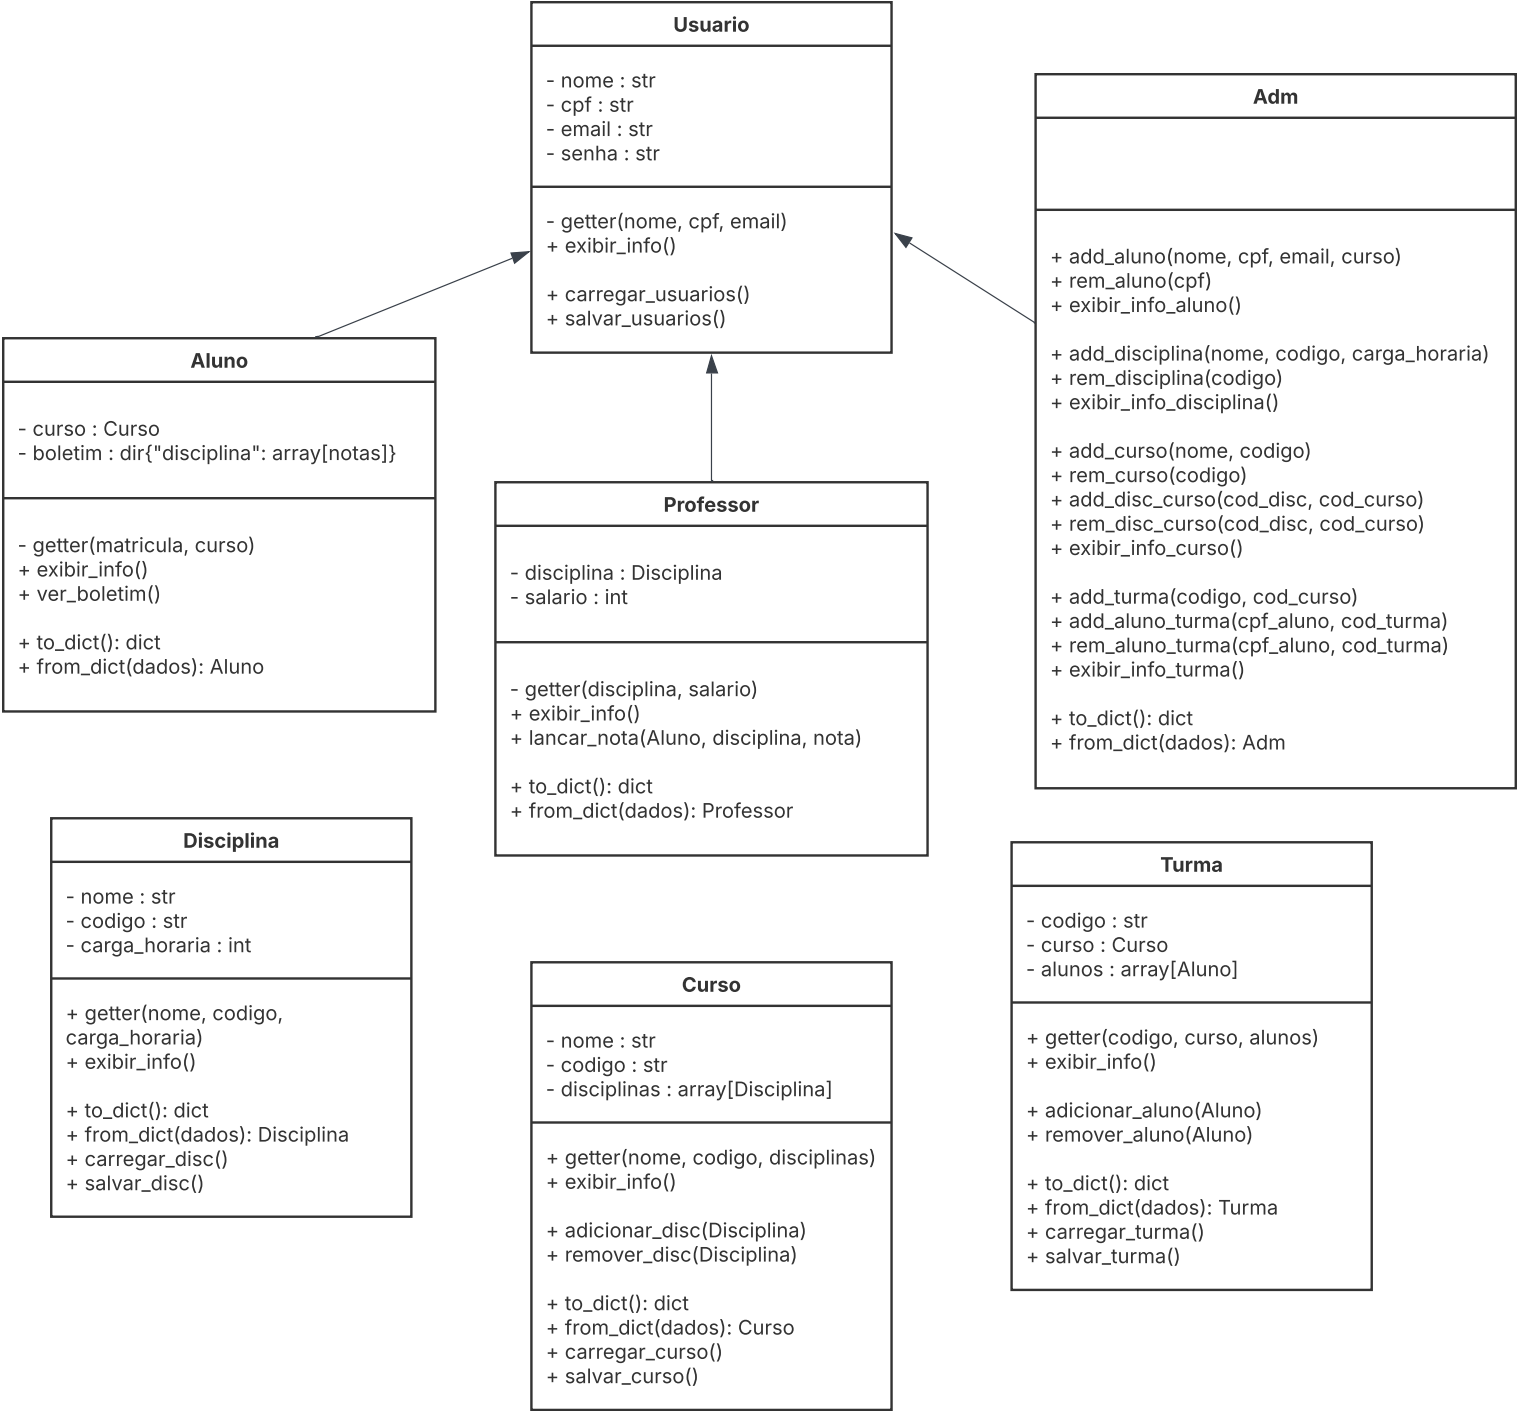 Usuario
- nome : str
- cpf : str
- email : str
- senha : str
- getter(nome, cpf, email)
+ exibir_info()
+ carregar_usuarios()
+ salvar_usuarios()
Adm
+ add_aluno(nome, cpf, email, curso)
+ rem_aluno(cpf)
+ exibir_info_aluno()
+ add_disciplina(nome, codigo, carga_horaria)
+ rem_disciplina(codigo)
+ exibir_info_disciplina()
+ add_curso(nome, codigo)
+ rem_curso(codigo)
+ add_disc_curso(cod_disc, cod_curso)
+ rem_disc_curso(cod_disc, cod_curso)
+ exibir_info_curso()
+ add_turma(codigo, cod_curso)
+ add_aluno_turma(cpf_aluno, cod_turma)
+ rem_aluno_turma(cpf_aluno, cod_turma)
+ exibir_info_turma()
+ to_dict(): dict
+ from_dict(dados): Adm
Aluno
- curso : Curso
- boletim : dir{"disciplina": array[notas]}
- getter(matricula, curso)
+ exibir_info()
+ ver_boletim()
+ to_dict(): dict
+ from_dict(dados): Aluno
Professor
- disciplina : Disciplina
- salario : int
- getter(disciplina, salario)
+ exibir_info()
+ lancar_nota(Aluno, disciplina, nota)
+ to_dict(): dict
+ from_dict(dados): Professor
Disciplina
- nome : str
- codigo : str
- carga_horaria : int
+ getter(nome, codigo,
carga_horaria)
+ exibir_info()
+ to_dict(): dict
+ from_dict(dados): Disciplina
+ carregar_disc()
+ salvar_disc()
Curso
- nome : str
- codigo : str
- disciplinas : array[Disciplina]
+ getter(nome, codigo, disciplinas)
+ exibir_info()
+ adicionar_disc(Disciplina)
+ remover_disc(Disciplina)
+ to_dict(): dict
+ from_dict(dados): Curso
+ carregar_curso()
+ salvar_curso()
Turma
- codigo : str
- curso : Curso
- alunos : array[Aluno]
+ getter(codigo, curso, alunos)
+ exibir_info()
+ adicionar_aluno(Aluno)
+ remover_aluno(Aluno)
+ to_dict(): dict
+ from_dict(dados): Turma
+ carregar_turma()
+ salvar_turma()